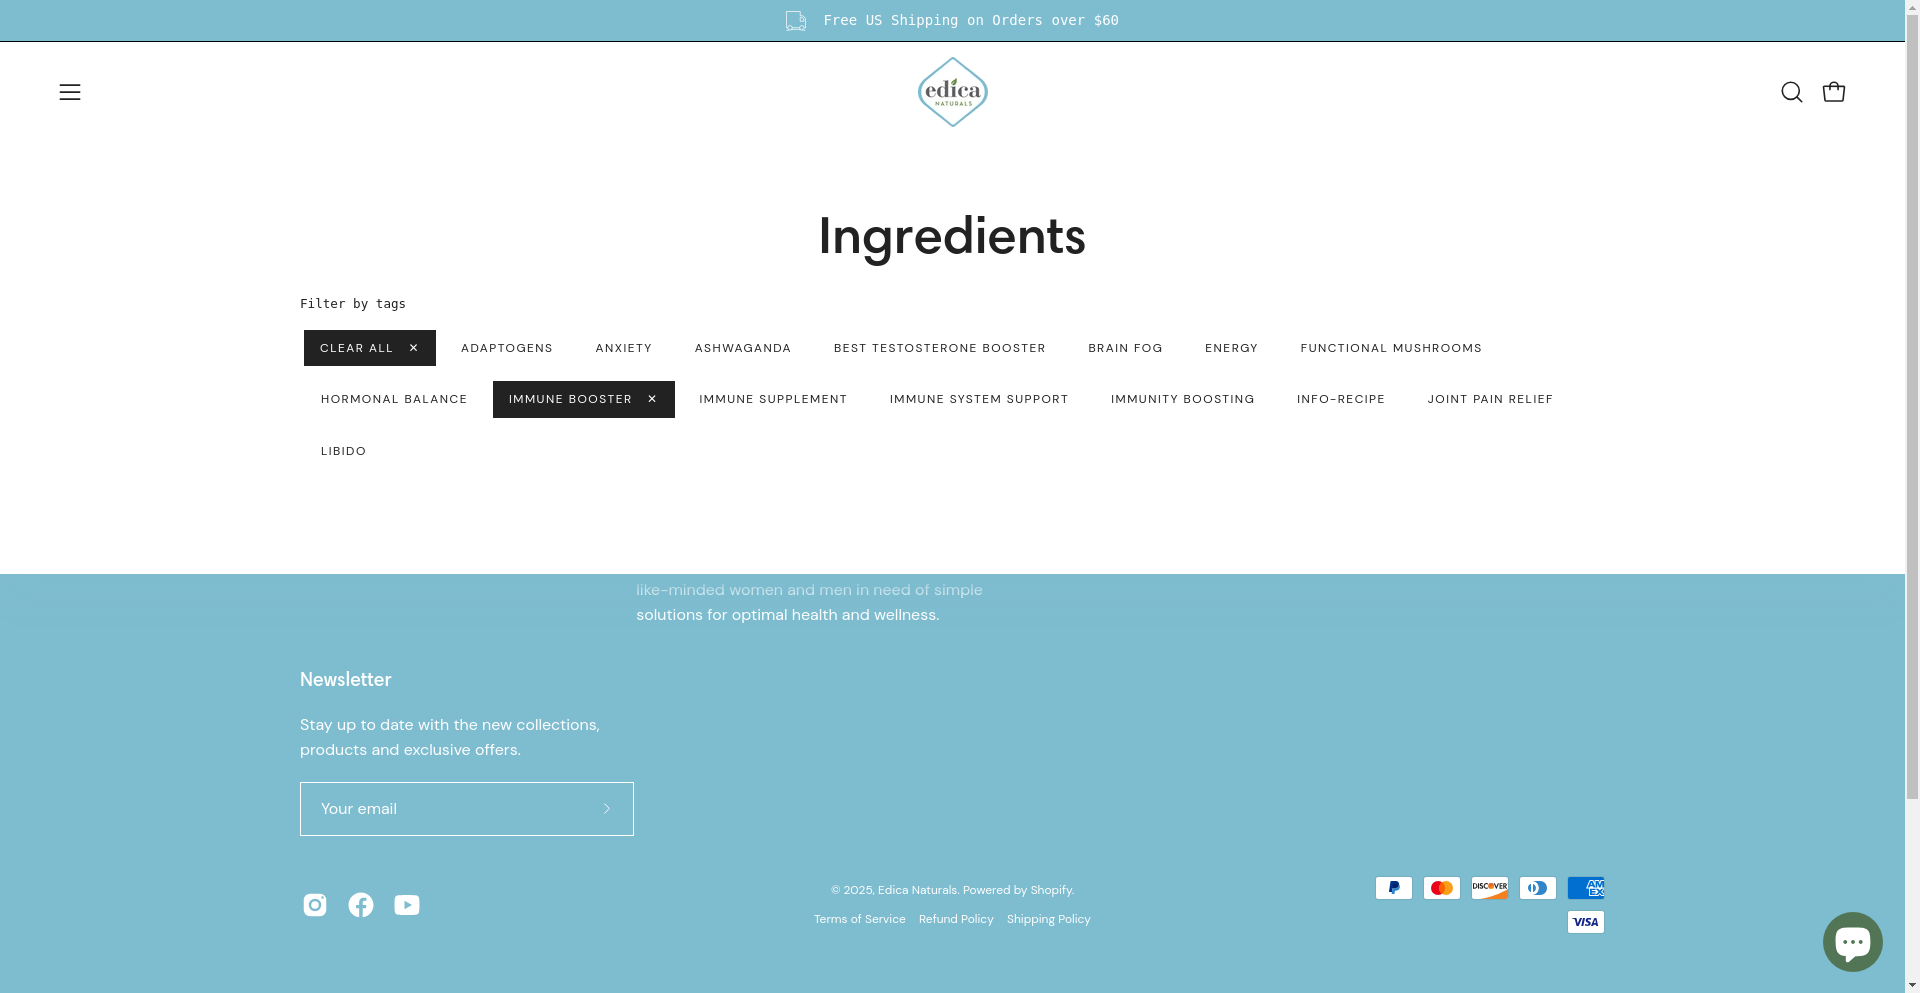 Free US Shipping on Orders over $60
edica
NATURALS
Ingredients
Filter by tags
CLEAR ALL ✕
ADAPTOGENS
ANXIETY
ASHWAGANDA
BEST TESTOSTERONE BOOSTER
BRAIN FOG
ENERGY
FUNCTIONAL MUSHROOMS
HORMONAL BALANCE
IMMUNE BOOSTER ✕
IMMUNE SUPPLEMENT
IMMUNE SYSTEM SUPPORT
IMMUNITY BOOSTING
INFO-RECIPE
JOINT PAIN RELIEF
LIBIDO
like-minded women and men in need of simple
solutions for optimal health and wellness.
Newsletter
Stay up to date with the new collections,
products and exclusive offers.
Your email
© 2025, Edica Naturals. Powered by Shopify.
Terms of Service Refund Policy Shipping Policy
DISCOVER
AM
EX
VISA